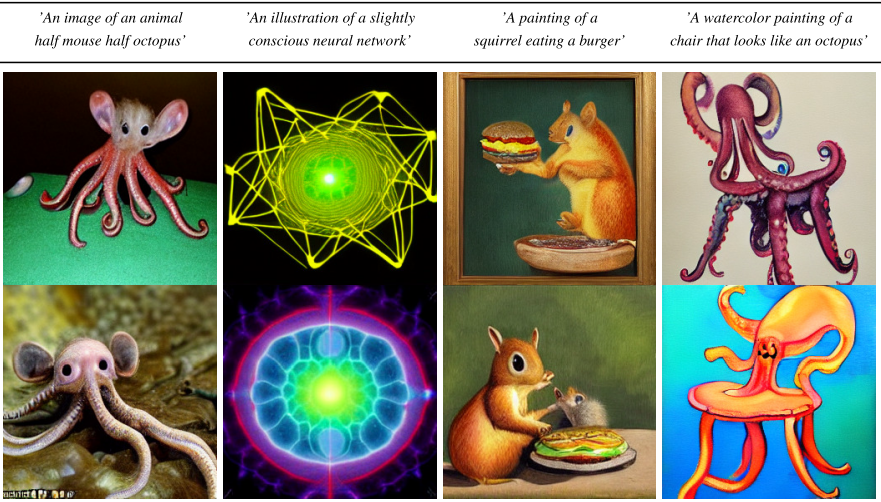 'An image of an animal
half mouse half octopus'
'An illustration of a slightly
conscious neural network'
'A painting of a
squirrel eating a burger'
'A watercolor painting of a
chair that looks like an octopus'